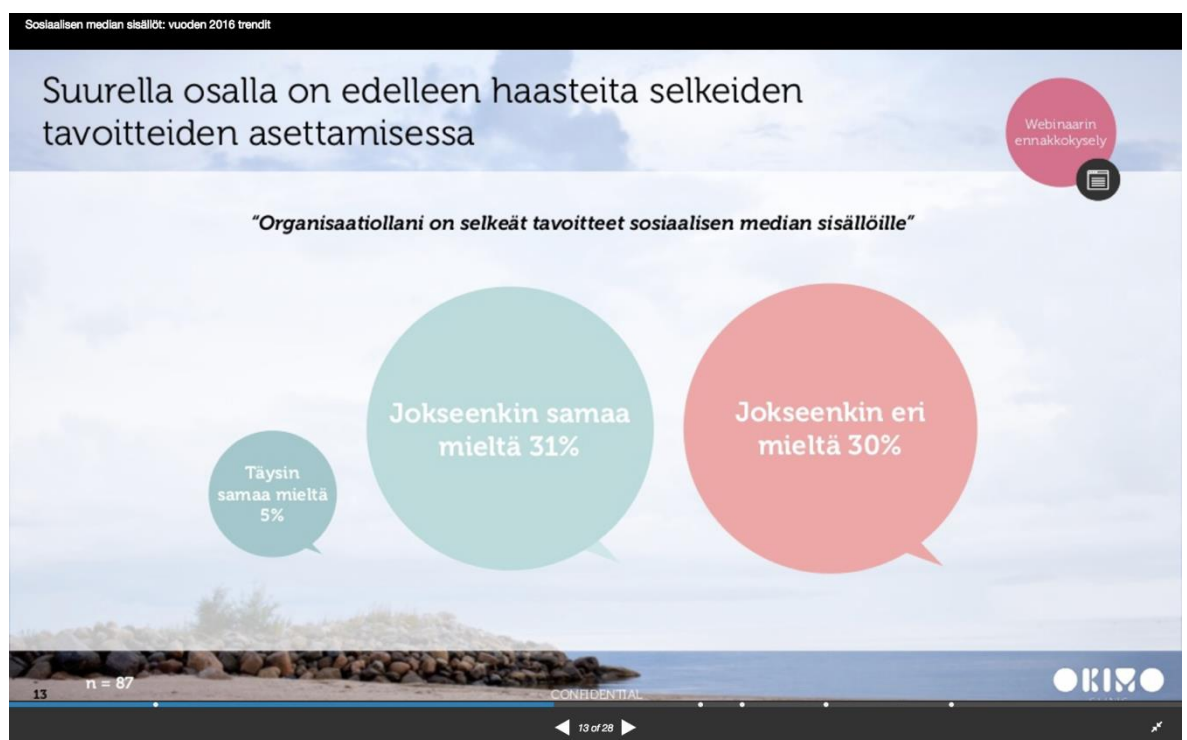 Sosiaalisen median sisällöt: vuoden 2016 trendit
Suurella osalla on edelleen haasteita selkeiden
tavoitteiden asettamisessa
Webinaarin
ennakkokysely
“Organisaatiollani on selkeät tavoitteet sosiaalisen median sisällöille”
Täysin
samaa mieltä
5%
Jokseenkin samaa
mieltä 31%
Jokseenkin eri
mieltä 30%
n = 87
13
CONFIDENTIAL
OKIMO
13 of 28